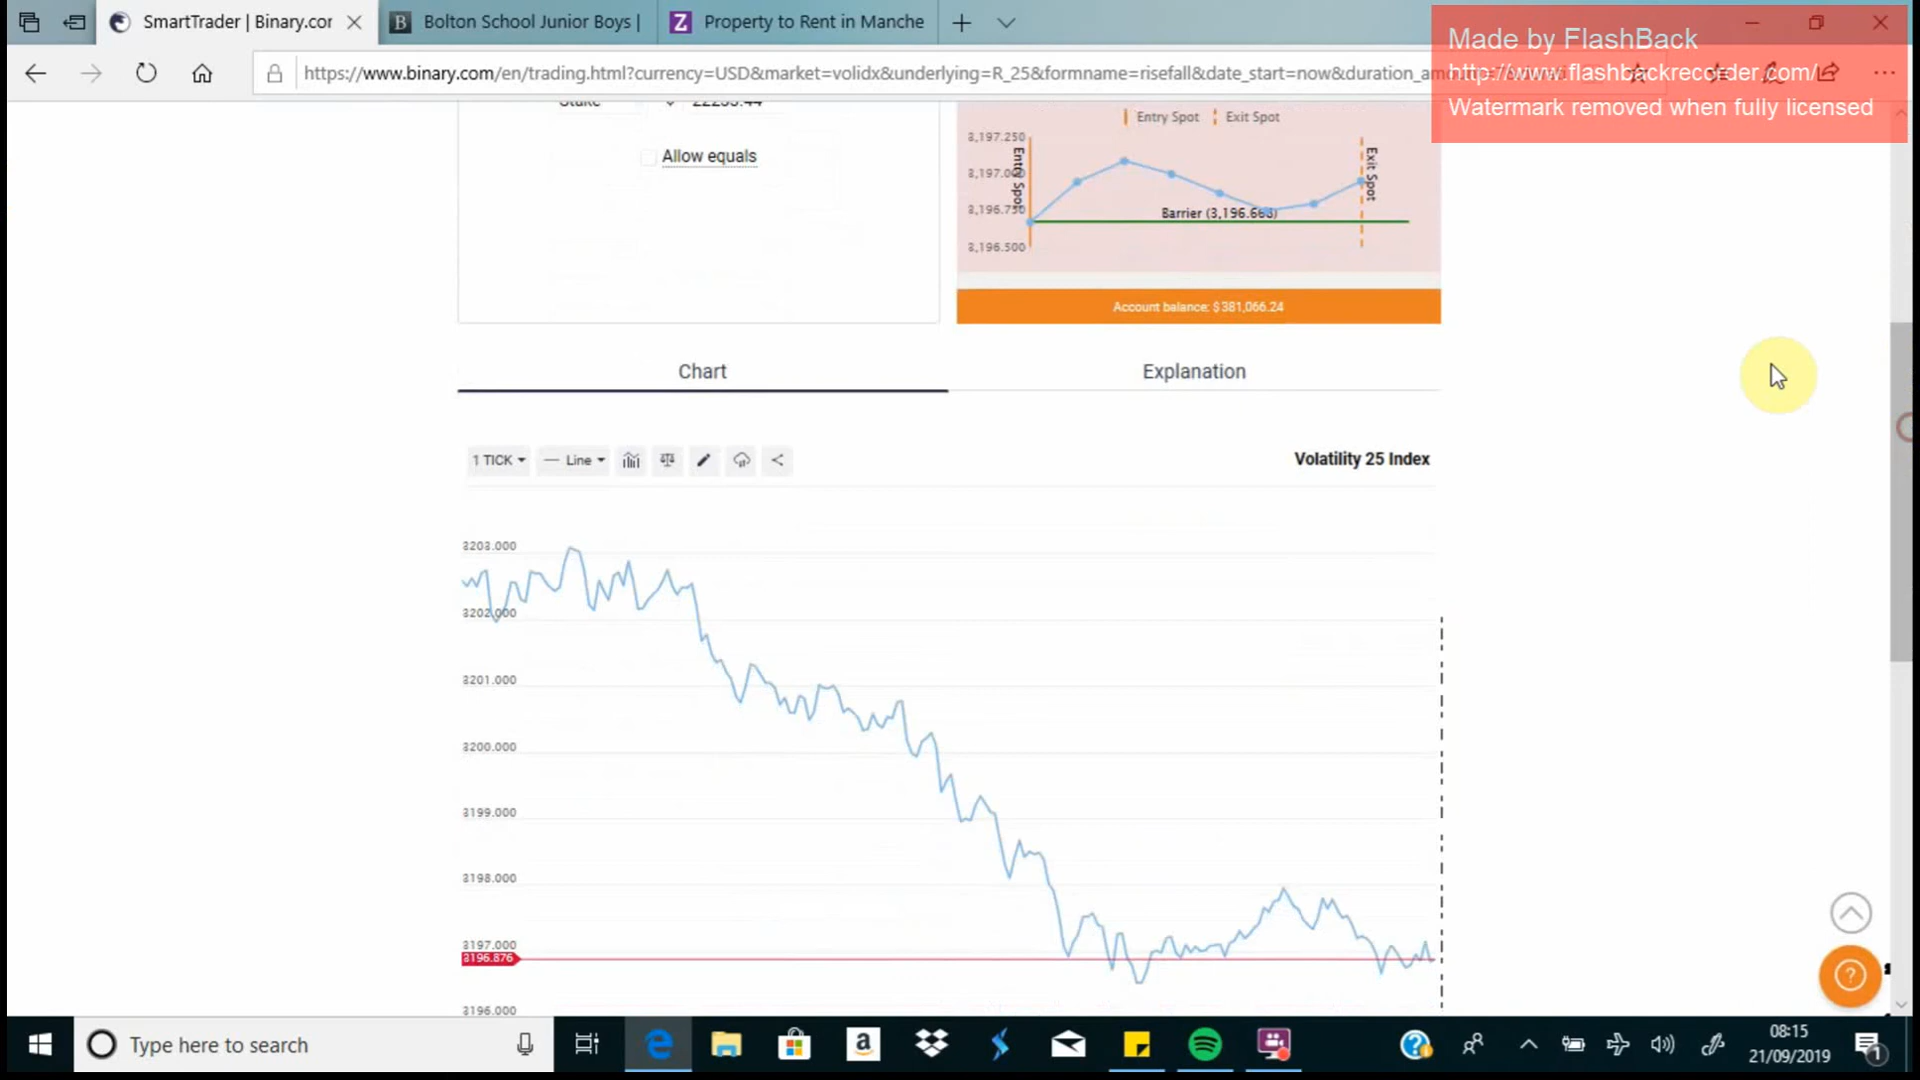 SmartTrader | Binary.cor
Bolton School Junior Boys |
Property to Rent in Manche
Made by FlashBack
http://www.flashbackrecorder.com/
Watermark removed when fully licensed
https://www.binary.com/en/trading.html?currency=USD&market=volidx&underlying=R_25&formname=risefall&date_start=now&duration_am
Stake
22233.44
Allow equals
Entry Spot
Exit Spot
3,197.250
3,197.000
3,196.750
3,196.500
Entry Spot
Exit Spot
Barrier (3,196.668)
Account balance: $381,066.24
Chart
Explanation
1 TICK
Line
Volatility 25 Index
3203.000
3202.000
3201.000
3200.000
3199.000
3198.000
3197.000
3196.876
3196.000
Type here to search
08:15
21/09/2019
1